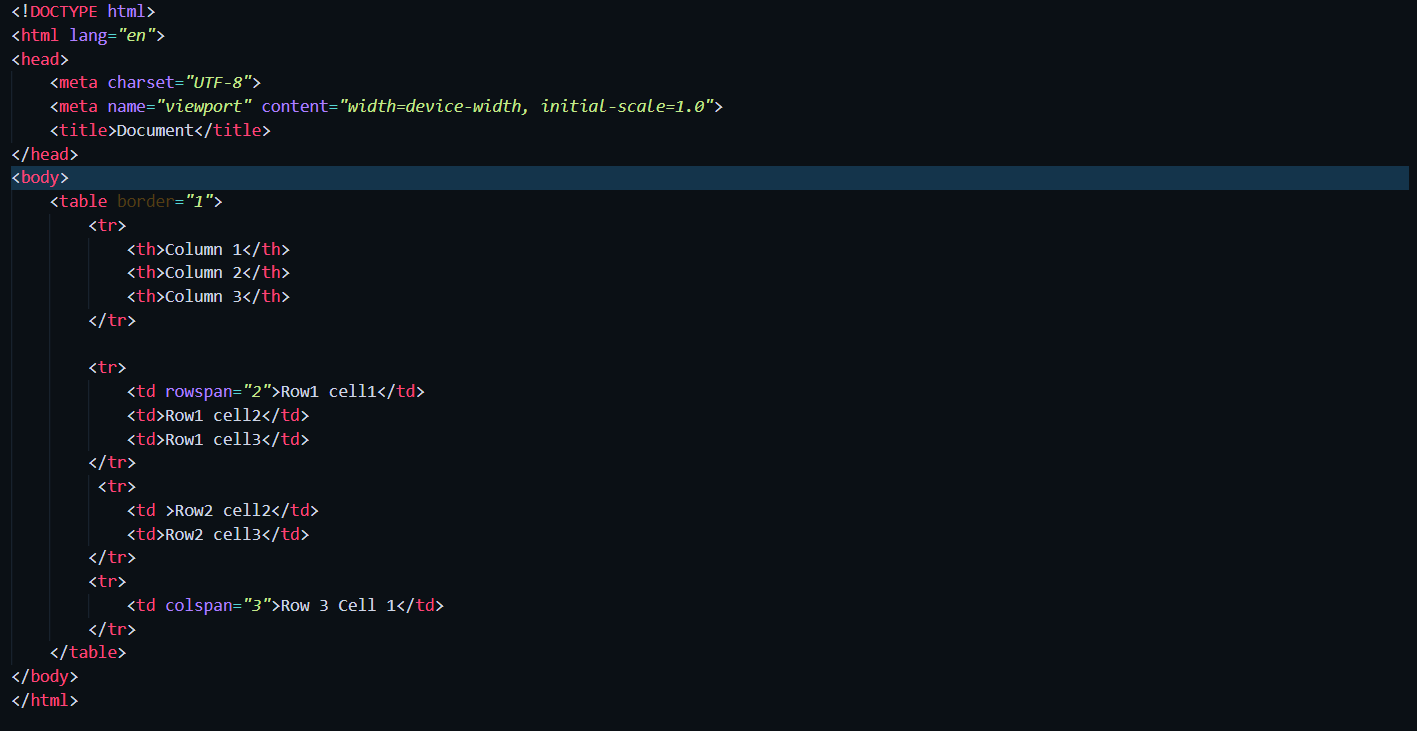 <!DOCTYPE html>
<html lang="en">
<head>
    <meta charset="UTF-8">
    <meta name="viewport" content="width=device-width, initial-scale=1.0">
    <title>Document</title>
</head>
<body>
    <table border="1">
        <tr>
            <th>Column 1</th>
            <th>Column 2</th>
            <th>Column 3</th>
        </tr>

        <tr>
            <td rowspan="2">Row1 cell1</td>
            <td>Row1 cell2</td>
            <td>Row1 cell3</td>
        </tr>
         <tr>
            <td >Row2 cell2</td>
            <td>Row2 cell3</td>
        </tr>
        <tr>
            <td colspan="3">Row 3 Cell 1</td>
        </tr>
    </table>
</body>
</html>